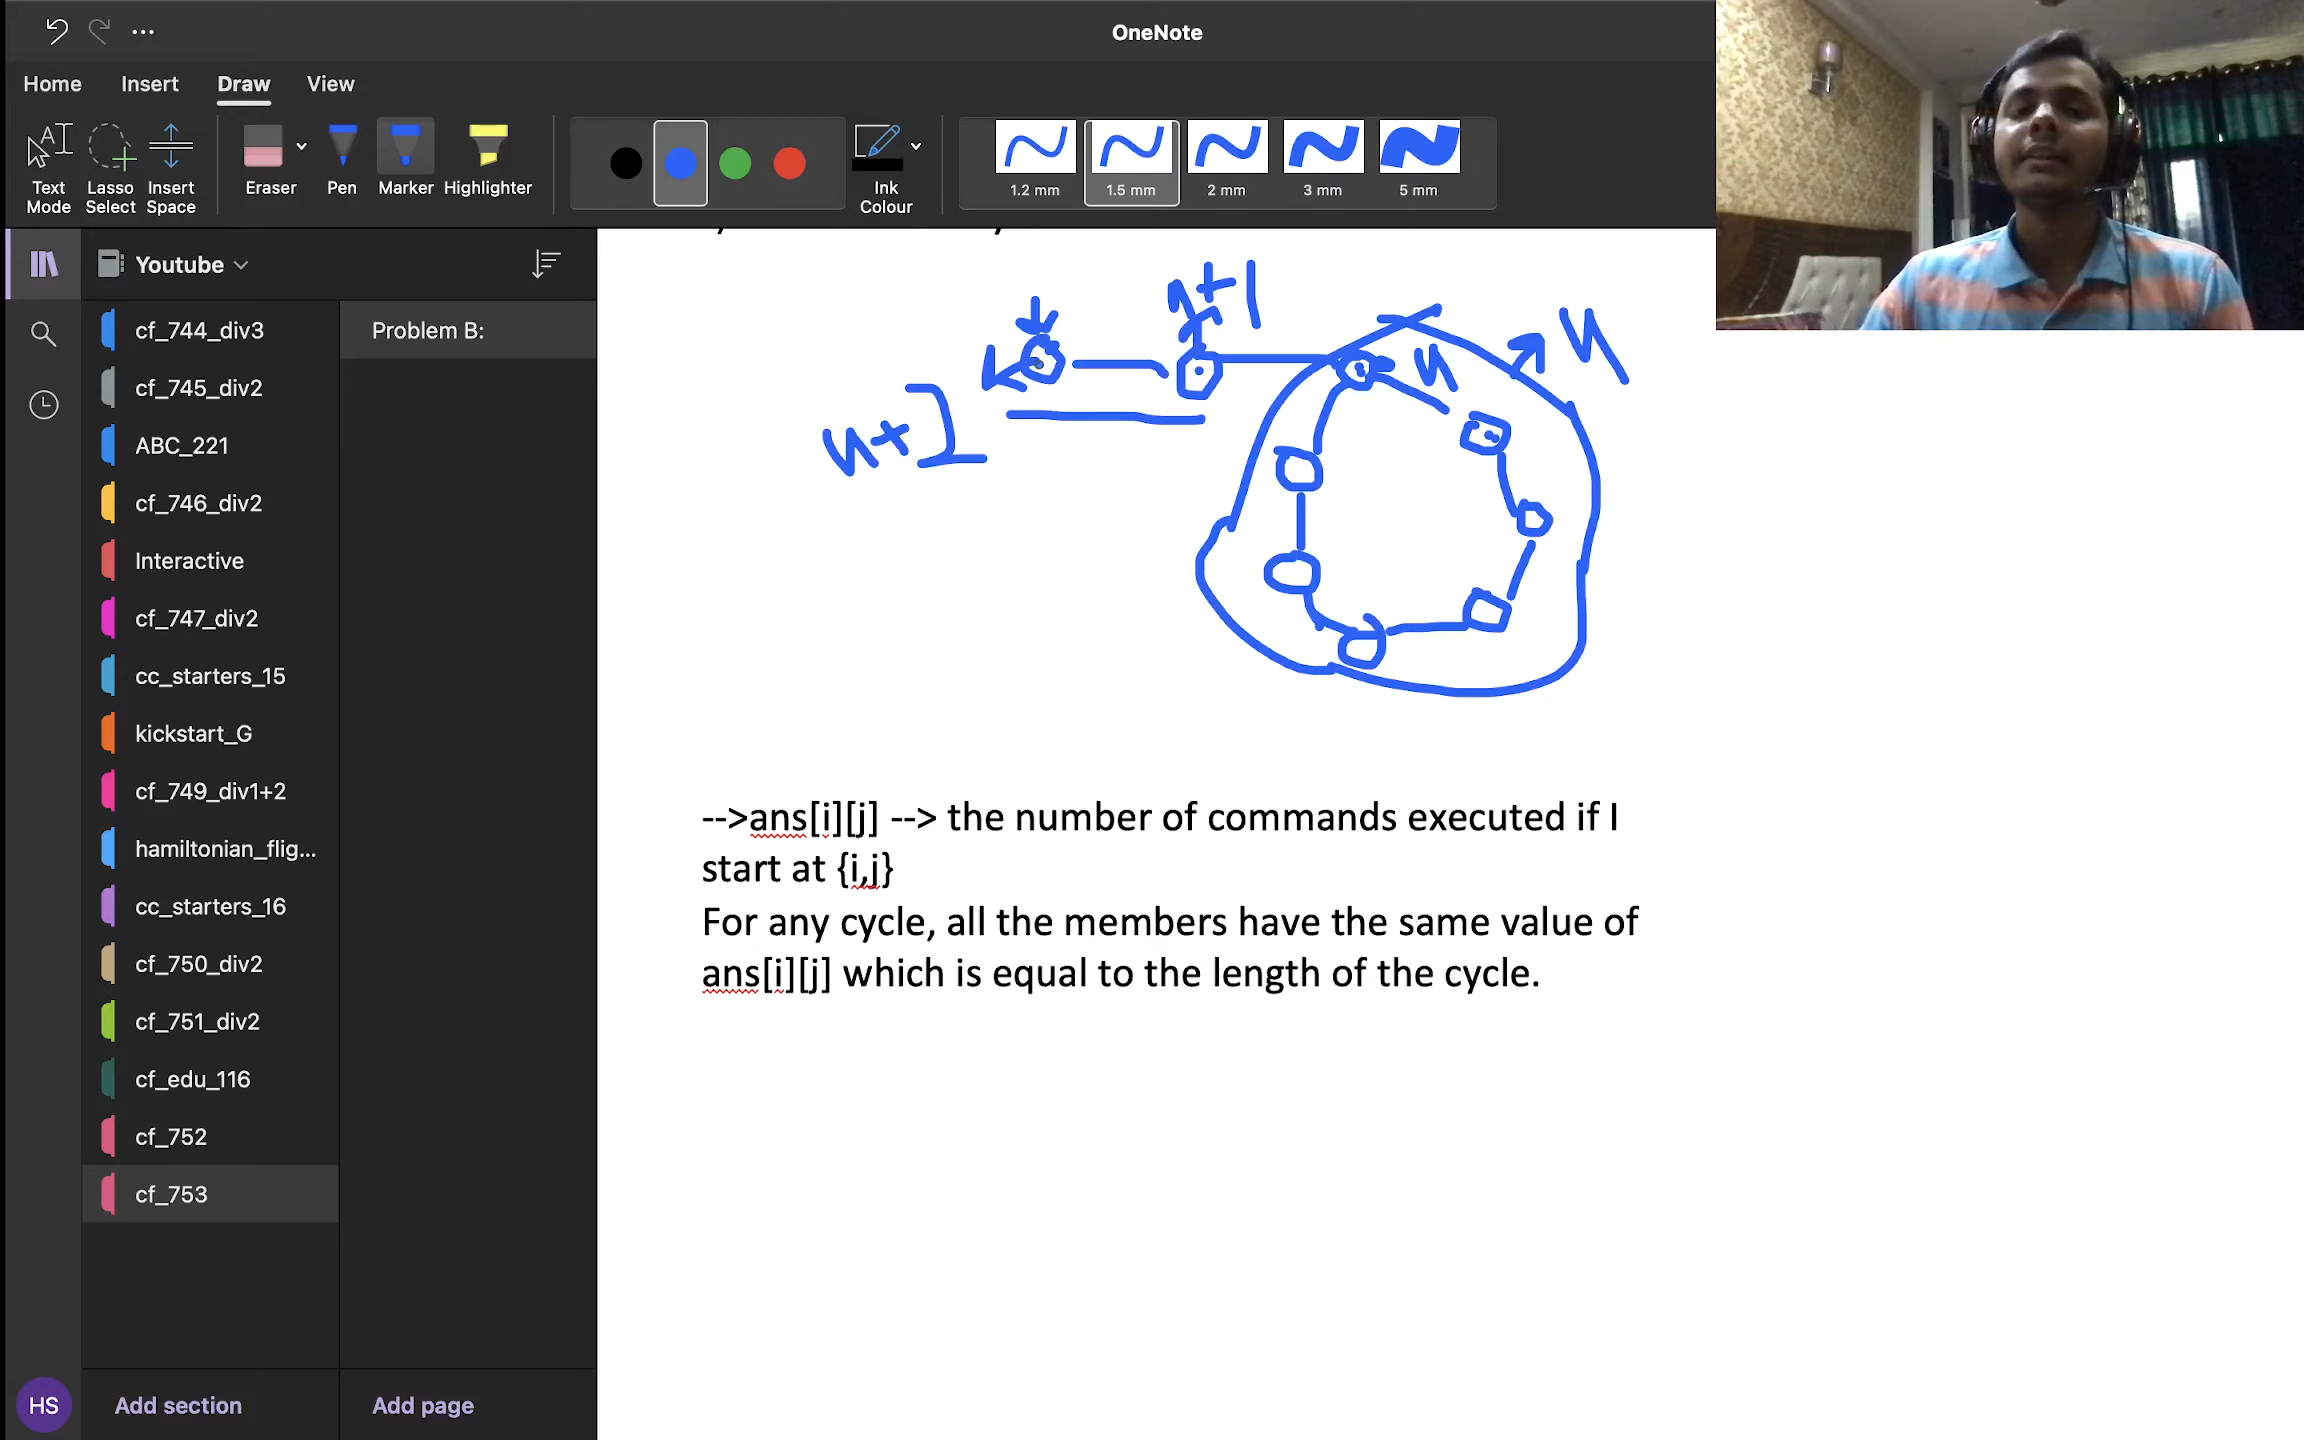 OneNote
Home Insert Draw View
Text Mode
Lasso Select
Insert Space
Eraser
Pen
Marker
Highlighter
Ink Colour
1.2 mm
1.5 mm
2 mm
3 mm
5 mm
Youtube
cf_744_div3
cf_745_div2
ABC_221
cf_746_div2
Interactive
cf_747_div2
cc_starters_15
kickstart_G
cf_749_div1+2
hamiltonian_flig...
cc_starters_16
cf_750_div2
cf_751_div2
cf_edu_116
cf_752
cf_753
Problem B:
n+1
n
n
n+2
-->ans[i][j] --> the number of commands executed if I
start at {i,j}
For any cycle, all the members have the same value of
ans[i][j] which is equal to the length of the cycle.
HS
Add section
Add page